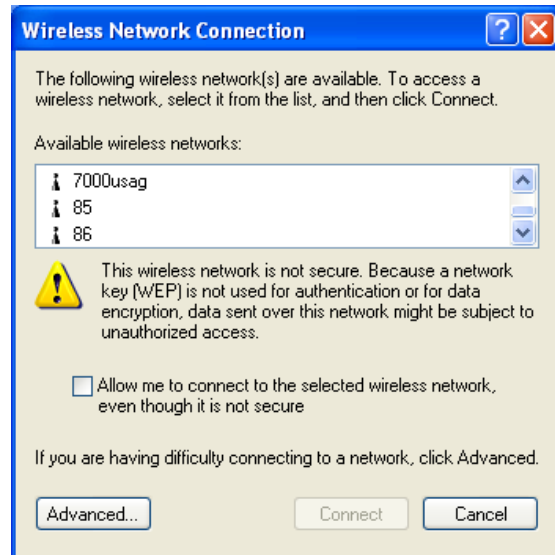 Wireless Network Connection
The following wireless network(s) are available. To access a
wireless network, select it from the list, and then click Connect.
Available wireless networks:
7000usag
85
86
This wireless network is not secure. Because a network
key (WEP) is not used for authentication or for data
encryption, data sent over this network might be subject to
unauthorized access.
Allow me to connect to the selected wireless network,
even though it is not secure
If you are having difficulty connecting to a network, click Advanced.
Advanced... Connect Cancel